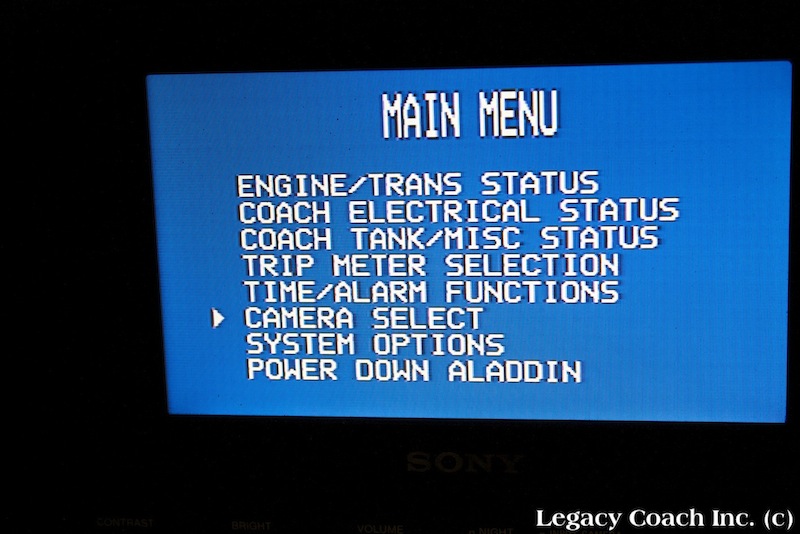 MAIN MENU
ENGINE/TRANS STATUS
COACH ELECTRICAL STATUS
COACH TANK/MISC STATUS
TRIP METER SELECTION
TIME/ALARM FUNCTIONS
CAMERA SELECT
SYSTEM OPTIONS
POWER DOWN ALADDIN
SONY
CONTRAST BRIGHT VOLUME NIGHT
Legacy Coach Inc. (c)